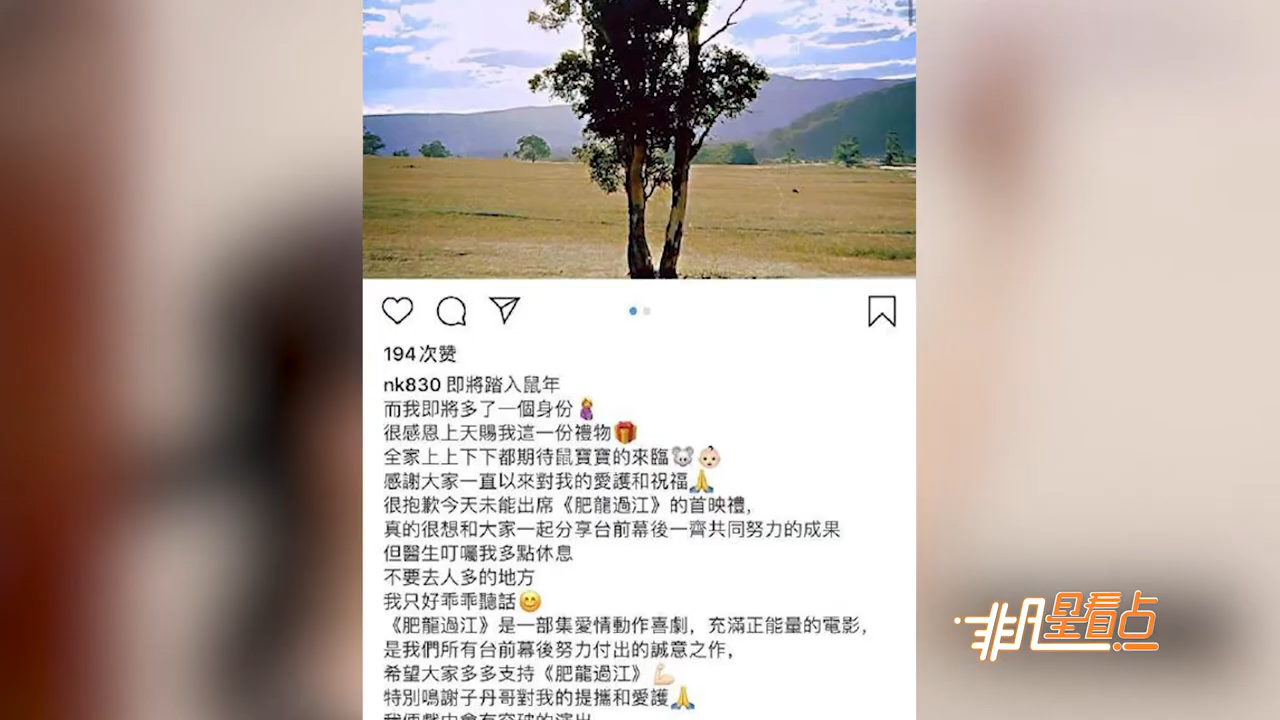 194次赞
nk830 即將踏入鼠年
而我即將多了一個身份🤰
很感恩上天賜我這一份禮物🎁
全家上上下下都期待鼠寶寶的來臨🐭👶🏻
感謝大家一直以來對我的愛護和祝福🙏
很抱歉今天未能出席《肥龍過江》的首映禮，
真的很想和大家一起分享台前幕後一齊共同努力的成果
但醫生叮囑我多點休息
不要去人多的地方
我只好乖乖聽話😊
《肥龍過江》是一部集愛情動作喜劇，充滿正能量的電影，
是我們所有台前幕後努力付出的誠意之作，
希望大家多多支持《肥龍過江》💪🏻
特別鳴謝子丹哥對我的提攜和愛護🙏
非凡星看点